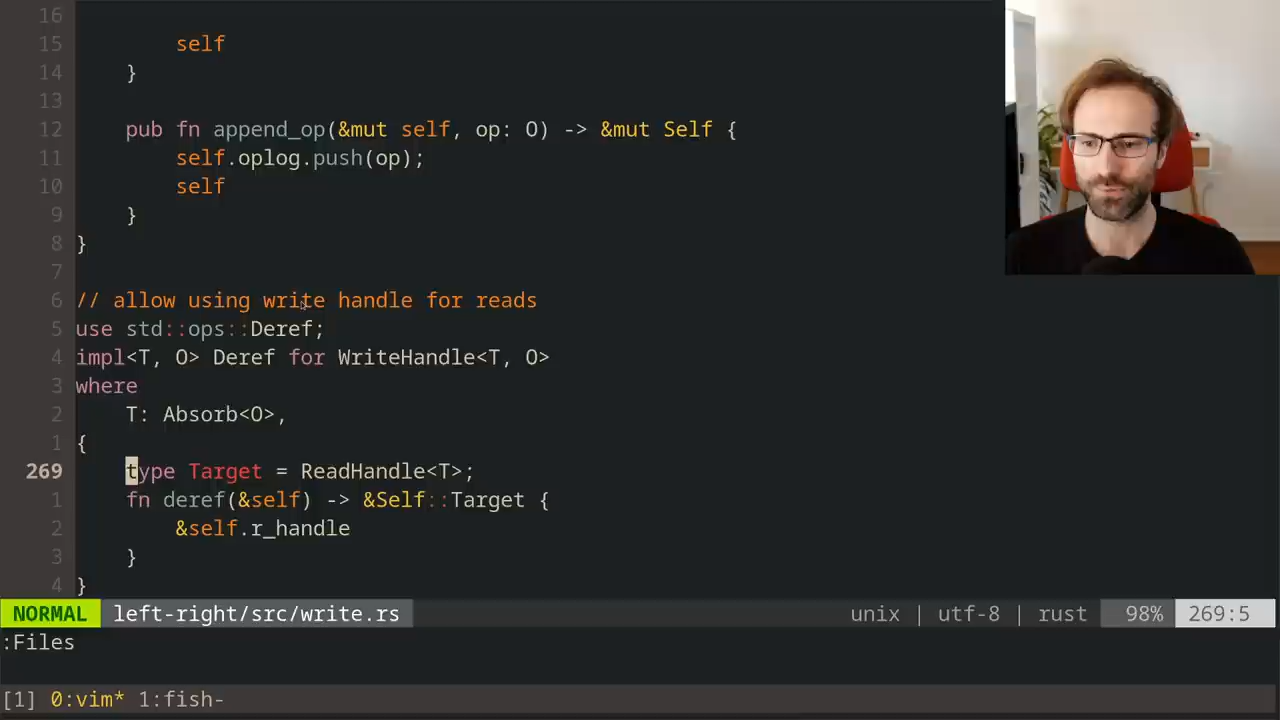 16
15         self
14     }
13
12     pub fn append_op(&mut self, op: O) -> &mut Self {
11         self.oplog.push(op);
10         self
9     }
8 }
7
6 // allow using write handle for reads
5 use std::ops::Deref;
4 impl<T, O> Deref for WriteHandle<T, O>
3 where
2     T: Absorb<O>,
1 {
269     type Target = ReadHandle<T>;
1     fn deref(&self) -> &Self::Target {
2         &self.r_handle
3     }
4 }
NORMAL left-right/src/write.rs unix | utf-8 | rust 98% 269:5
:Files
[1] 0:vim* 1:fish-